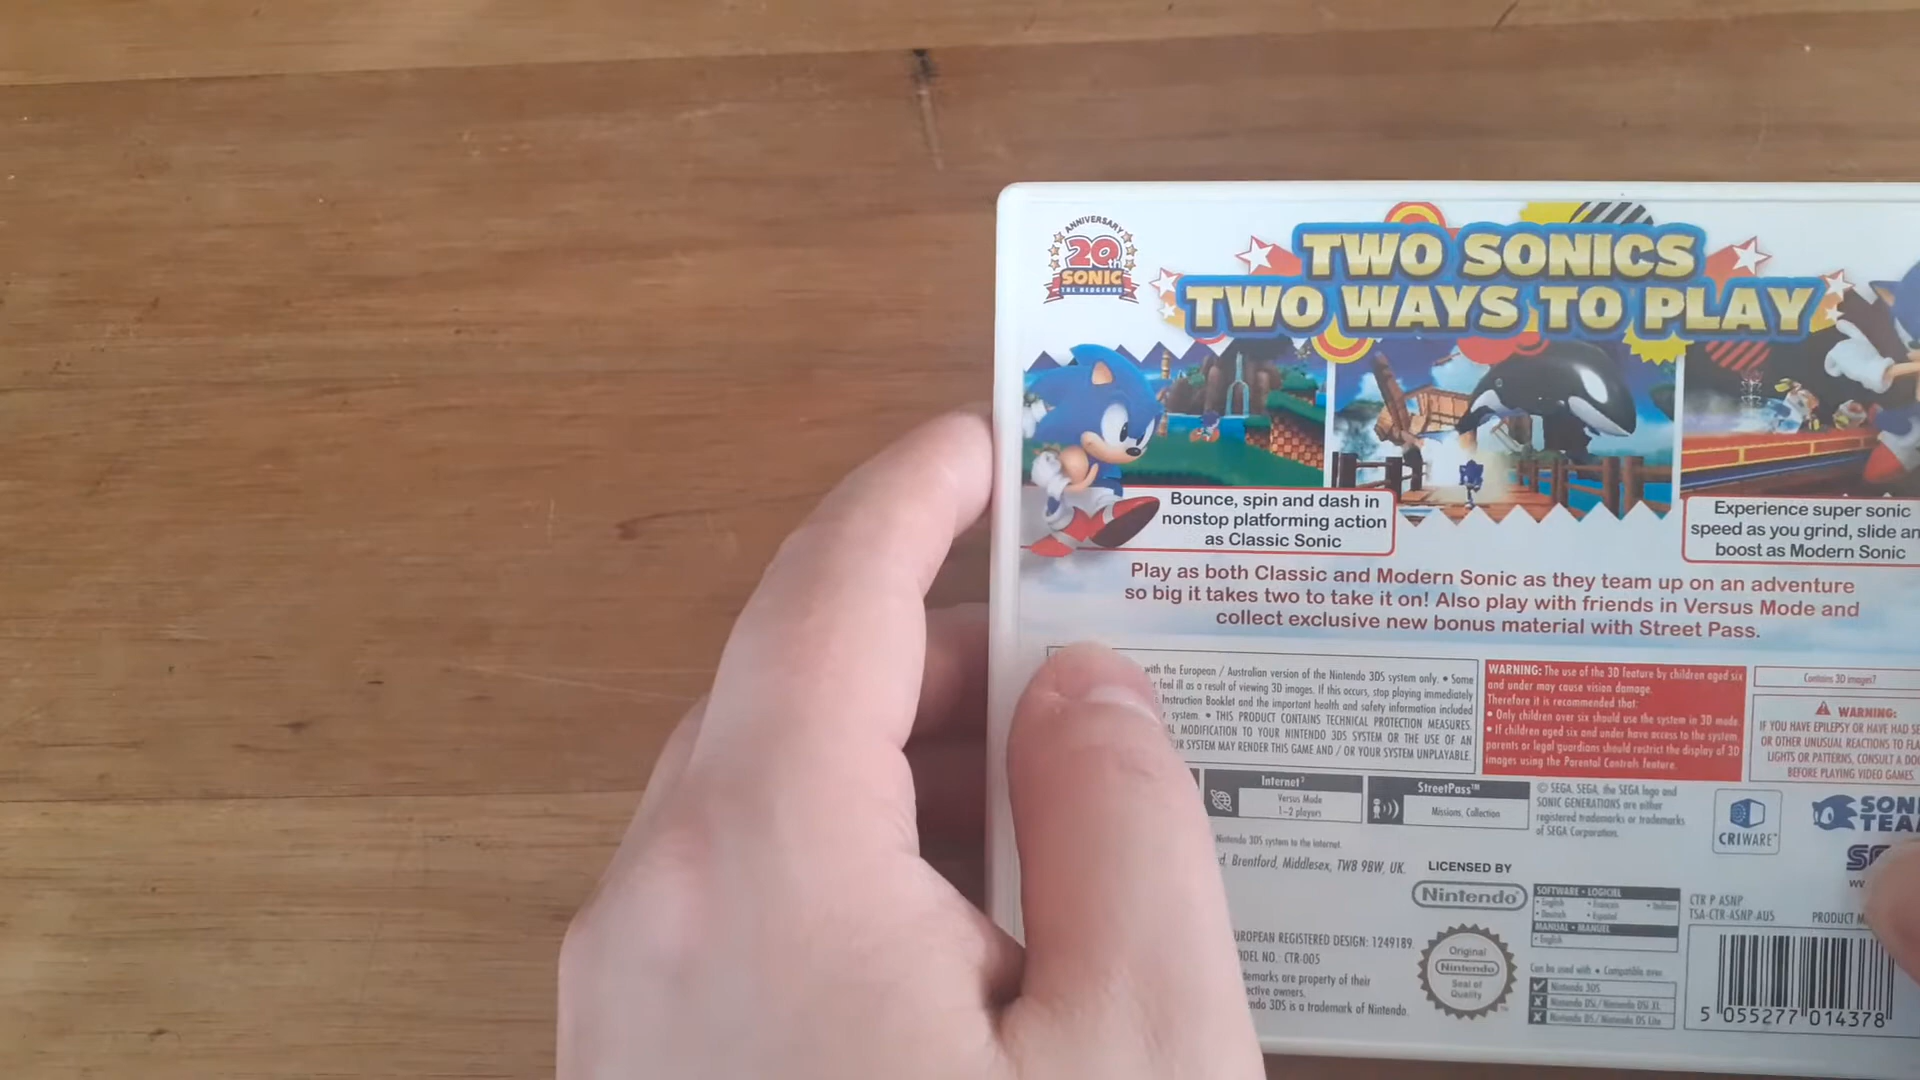 ANNIVERSARY
20th
SONIC
THE HEDGEHOG
TWO SONICS
TWO WAYS TO PLAY
Bounce, spin and dash in
nonstop platforming action
as Classic Sonic
Experience super sonic
speed as you grind, slide an
boost as Modern Sonic
Play as both Classic and Modern Sonic as they team up on an adventure
so big it takes two to take it on! Also play with friends in Versus Mode and
collect exclusive new bonus material with Street Pass.
with the European / Australian version of the Nintendo 3DS system only. • Some
r feel ill as a result of viewing 3D images. If this occurs, stop playing immediately
Instruction Booklet and the important health and safety information included
system. • THIS PRODUCT CONTAINS TECHNICAL PROTECTION MEASURES.
AL MODIFICATION TO YOUR NINTENDO 3DS SYSTEM OR THE USE OF AN
UR SYSTEM MAY RENDER THIS GAME AND / OR YOUR SYSTEM UNPLAYABLE.
WARNING: The use of the 3D feature by children aged six
and under may cause vision damage.
Therefore it is recommended that:
• Only children over six should use the system in 3D mode
• If children aged six and under have access to the system,
parents or legal guardians should restrict the display of 3D
images using the Parental Controls feature.
Contains 3D images?
WARNING:
IF YOU HAVE EPILEPSY OR HAVE HAD SE
OR OTHER UNUSUAL REACTIONS TO FLA
LIGHTS OR PATTERNS, CONSULT A DO
BEFORE PLAYING VIDEO GAMES.
Internet
Versus Mode
1-2 players
StreetPass™
Missions, Collection
© SEGA. SEGA, the SEGA logo and
SONIC GENERATIONS are either
registered trademarks or trademarks
of SEGA Corporation.
CRIWARE™
SONI
TEA
SE
Nintendo 3DS system to the internet.
d, Brentford, Middlesex, TW8 9BW, UK.
LICENSED BY
Nintendo®
SOFTWARE • LOGICIEL
• English • Français • Italiano
• Deutsch • Español
MANUAL • MANUEL
• English
CTR P ASNP
TSA-CTR-ASNP-AUS
PRODUCT M
UROPEAN REGISTERED DESIGN: 1249189.
ODEL NO.: CTR-005
demarks are property of their
ective owners.
ndo 3DS is a trademark of Nintendo.
Original
Nintendo
Seal of
Quality
Can be used with • Compatible avec
Nintendo 3DS
Nintendo DSi/Nintendo DSi XL
Nintendo DS/Nintendo DS Lite
5 055277 014378